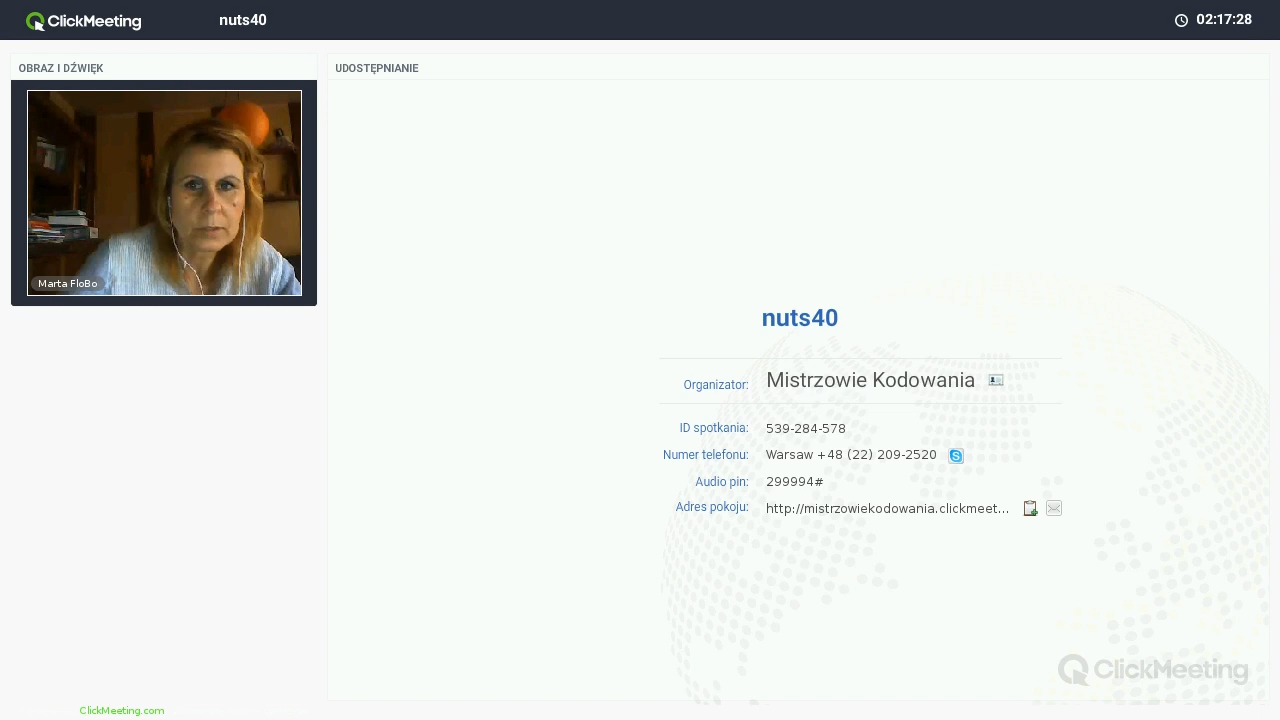 ClickMeeting
nuts40
02:17:28
OBRAZ I DŹWIĘK
UDOSTĘPNIANIE
Marta FloBo
nuts40
Organizator: Mistrzowie Kodowania
ID spotkania: 539-284-578
Numer telefonu: Warsaw +48 (22) 209-2520
Audio pin: 299994#
Adres pokoju: http://mistrzowiekodowania.clickmeet...
ClickMeeting
ClickMeeting.com